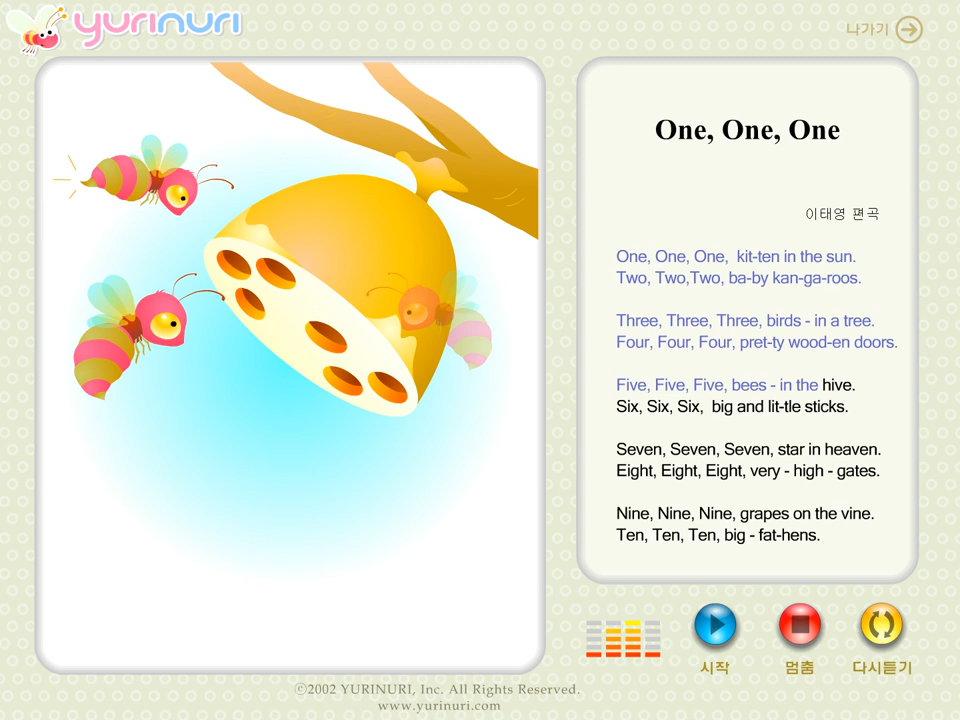 yurinuri
나가기
One, One, One
이태영 편곡
One, One, One,  kit-ten in the sun.
Two, Two,Two, ba-by kan-ga-roos.
Three, Three, Three, birds - in a tree.
Four, Four, Four, pret-ty wood-en doors.
Five, Five, Five, bees - in the hive.
Six, Six, Six,  big and lit-tle sticks.
Seven, Seven, Seven, star in heaven.
Eight, Eight, Eight, very - high - gates.
Nine, Nine, Nine, grapes on the vine.
Ten, Ten, Ten, big - fat-hens.
시작 멈춤 다시듣기
ⓒ2002 YURINURI, Inc. All Rights Reserved.
www.yurinuri.com